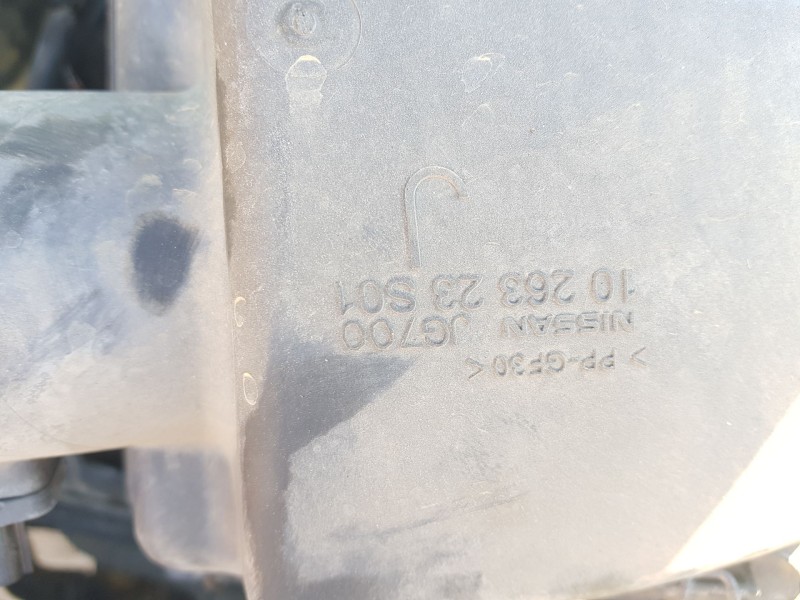 >PP-GF30<
NISSAN JG700
10 263 23 S01
J